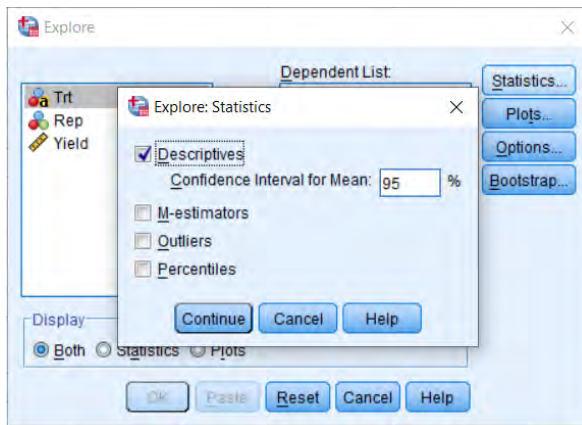 Explore
Dependent List:
Trt
Rep
Yield
Statistics...
Plots...
Options...
Bootstrap...
Explore: Statistics
Descriptives
Confidence Interval for Mean: 95 %
M-estimators
Outliers
Percentiles
Continue Cancel Help
Display
Both Statistics Plots
OK Paste Reset Cancel Help